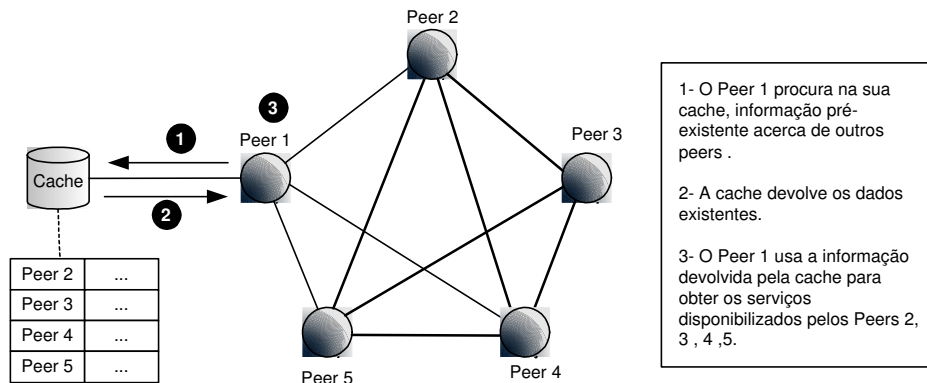 Peer 2
3
Peer 1
Peer 3
1
Cache
2
Peer 2 ...
Peer 3 ...
Peer 4 ...
Peer 5 ...
Peer 5
Peer 4
1- O Peer 1 procura na sua
cache, informação pré-
existente acerca de outros
peers .
2- A cache devolve os dados
existentes.
3- O Peer 1 usa a informação
devolvida pela cache para
obter os serviços
disponibilizados pelos Peers 2,
3 , 4 ,5.